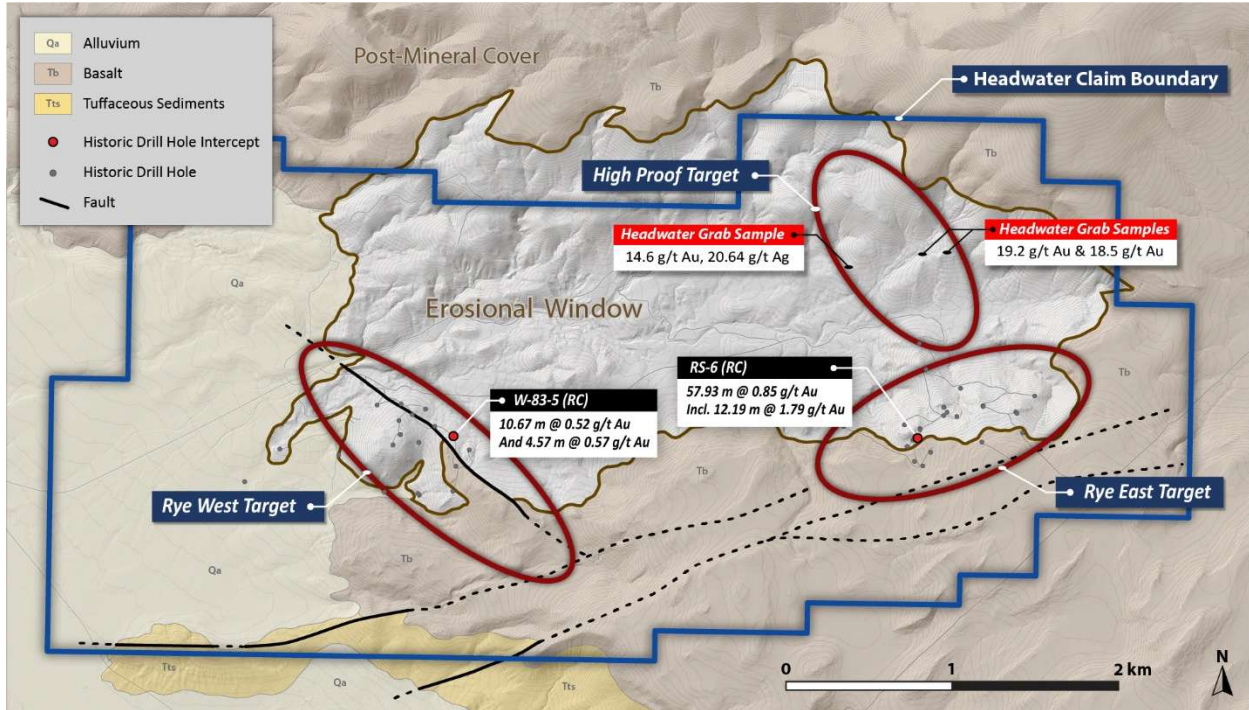 Qa Alluvium
Tb Basalt
Tts Tuffaceous Sediments
Historic Drill Hole Intercept
Historic Drill Hole
Fault
Post-Mineral Cover
Tb
Headwater Claim Boundary
Tb
High Proof Target
Headwater Grab Sample
14.6 g/t Au, 20.64 g/t Ag
Headwater Grab Samples
19.2 g/t Au & 18.5 g/t Au
Qa
Erosional Window
RS-6 (RC)
57.93 m @ 0.85 g/t Au
Incl. 12.19 m @ 1.79 g/t Au
Tb
W-83-5 (RC)
10.67 m @ 0.52 g/t Au
And 4.57 m @ 0.57 g/t Au
Rye West Target
Rye East Target
Tb
Qa
Tts
Qa
Tts
0 1 2 km
N